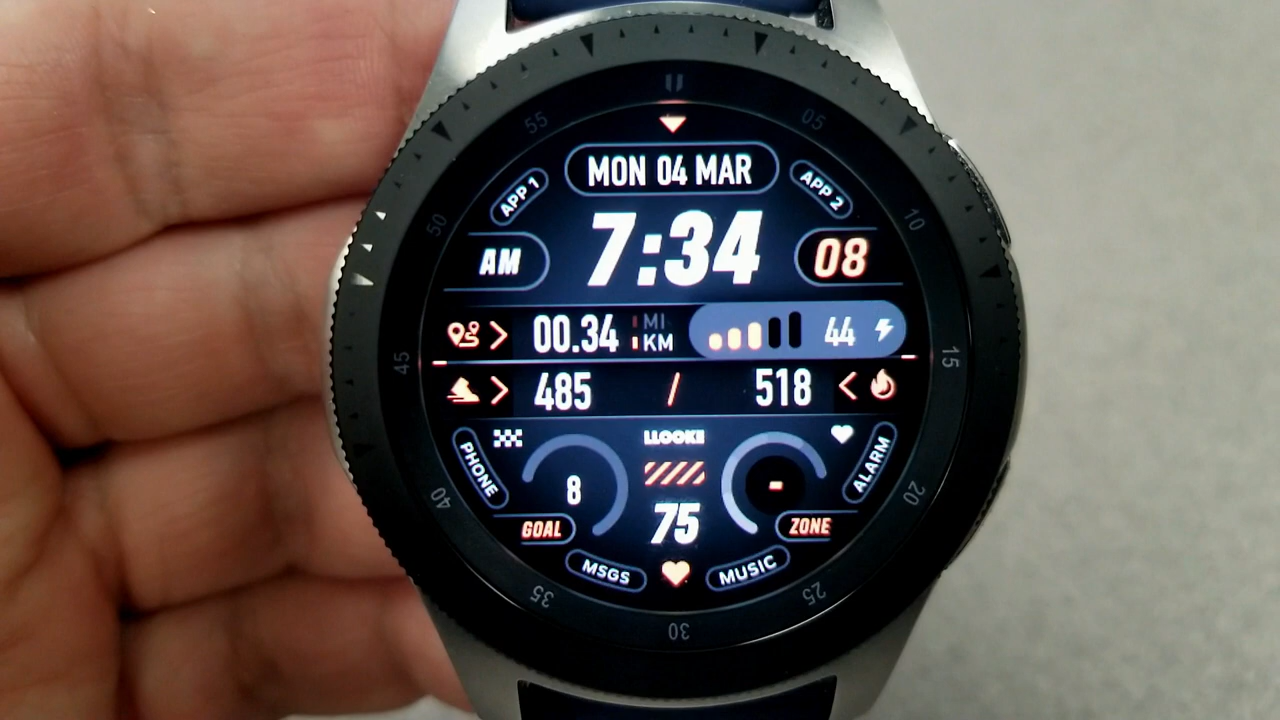 55
05
MON 04 MAR
APP 1
APP 2
50
10
7:34
AM
08
00.34
MI
KM
44
45
15
485 / 518
LLOOKE
PHONE
ALARM
8
-
40
20
GOAL
75
ZONE
MSGS
MUSIC
35
25
30